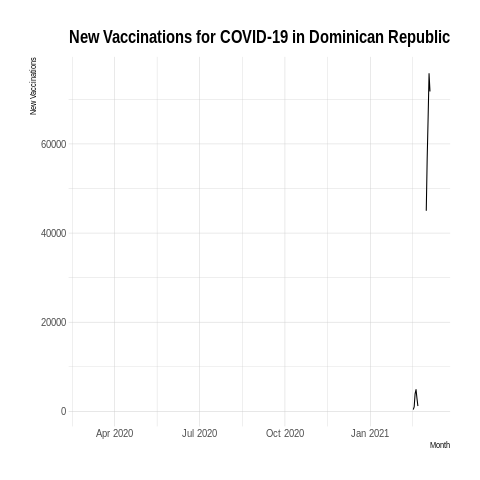 New Vaccinations for COVID-19 in Dominican Republic
New Vaccinations
60000
40000
20000
0
Apr 2020 Jul 2020 Oct 2020 Jan 2021
Month